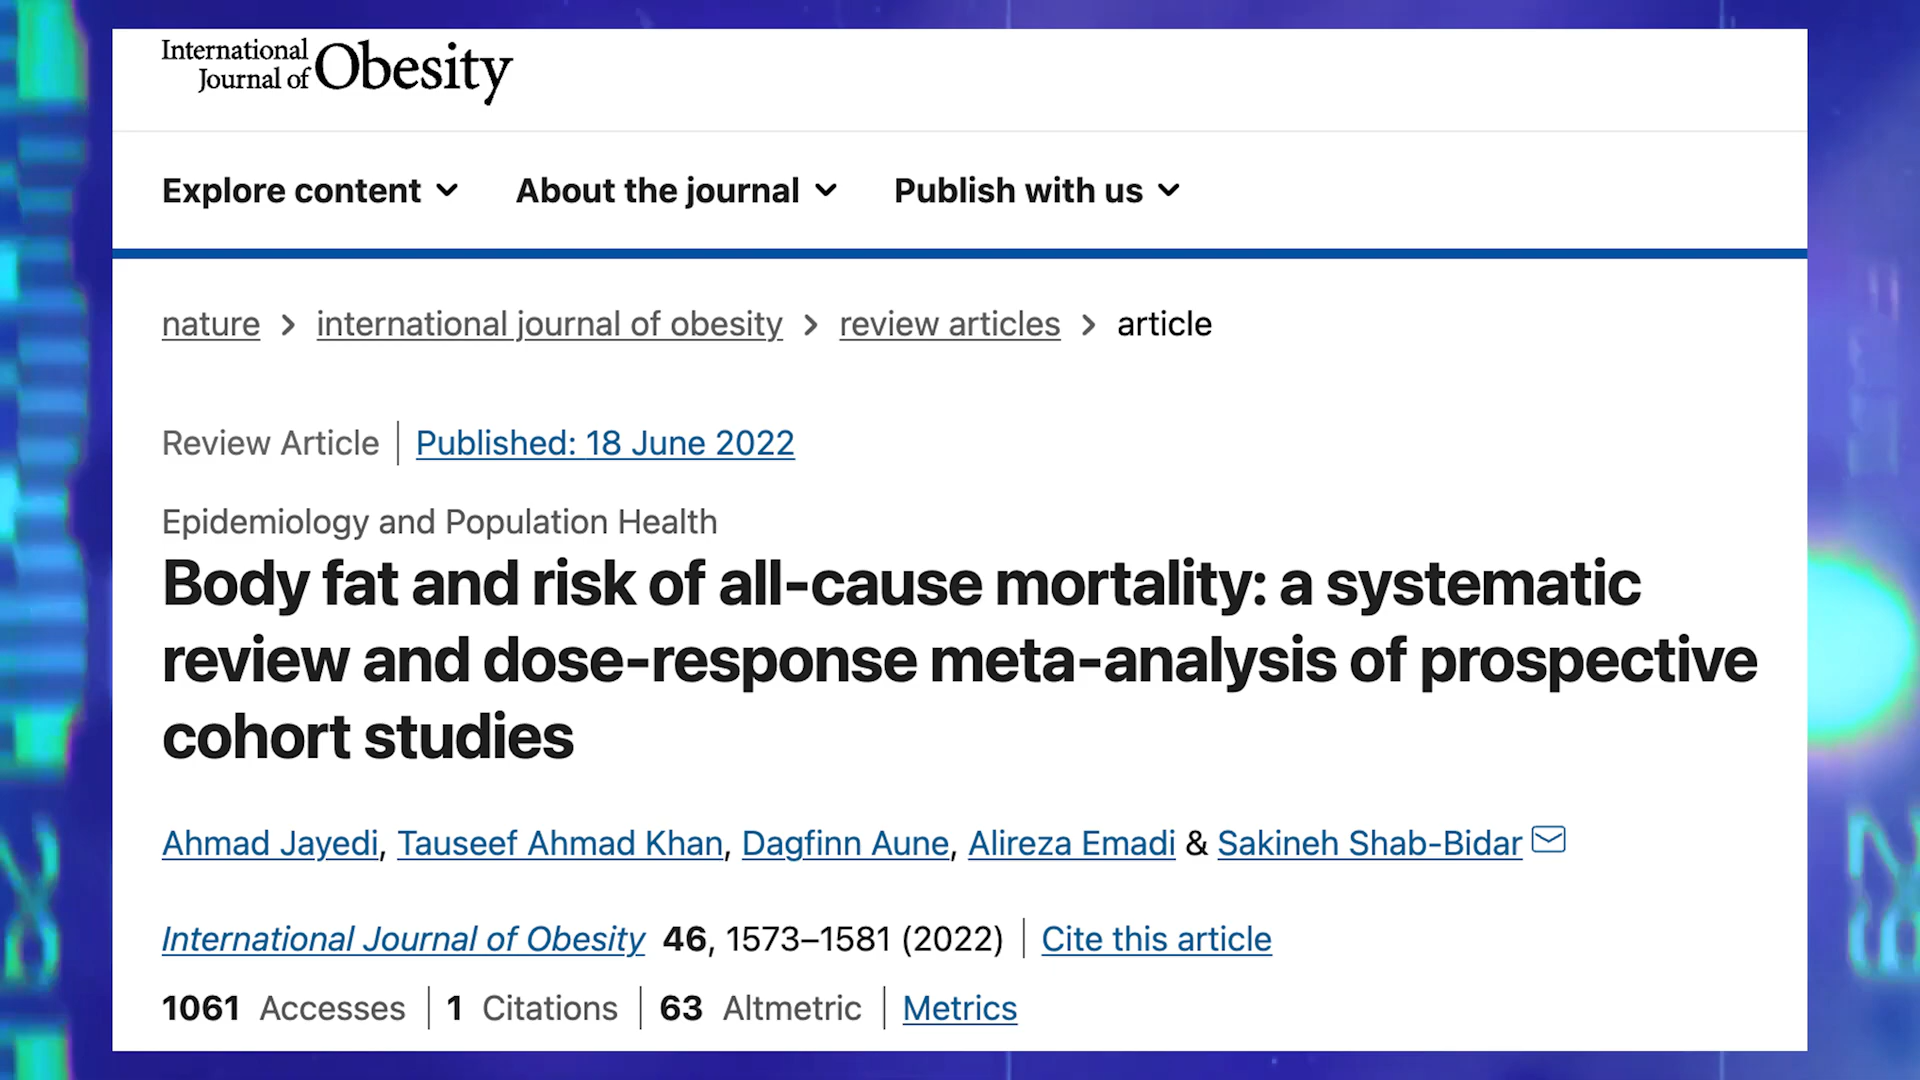 International
Journal of Obesity
Explore content About the journal Publish with us
nature > international journal of obesity > review articles > article
Review Article | Published: 18 June 2022
Epidemiology and Population Health
Body fat and risk of all-cause mortality: a systematic
review and dose-response meta-analysis of prospective
cohort studies
Ahmad Jayedi, Tauseef Ahmad Khan, Dagfinn Aune, Alireza Emadi & Sakineh Shab-Bidar
International Journal of Obesity 46, 1573–1581 (2022) | Cite this article
1061 Accesses | 1 Citations | 63 Altmetric | Metrics